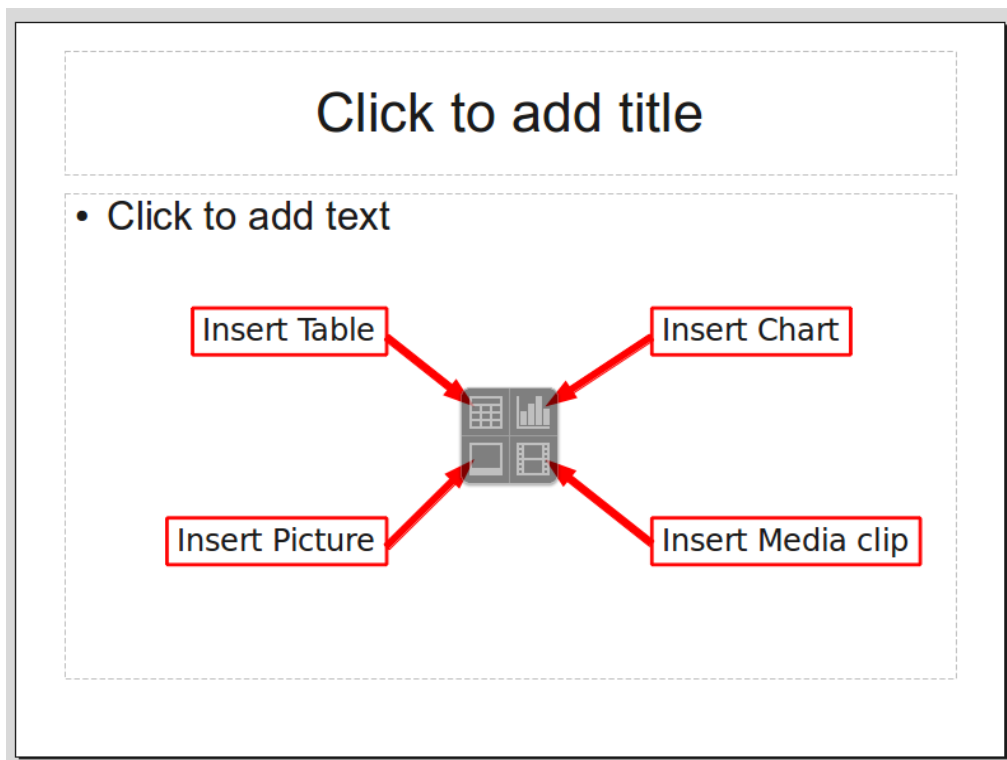 Click to add title
• Click to add text
Insert Table
Insert Chart
Insert Picture
Insert Media clip